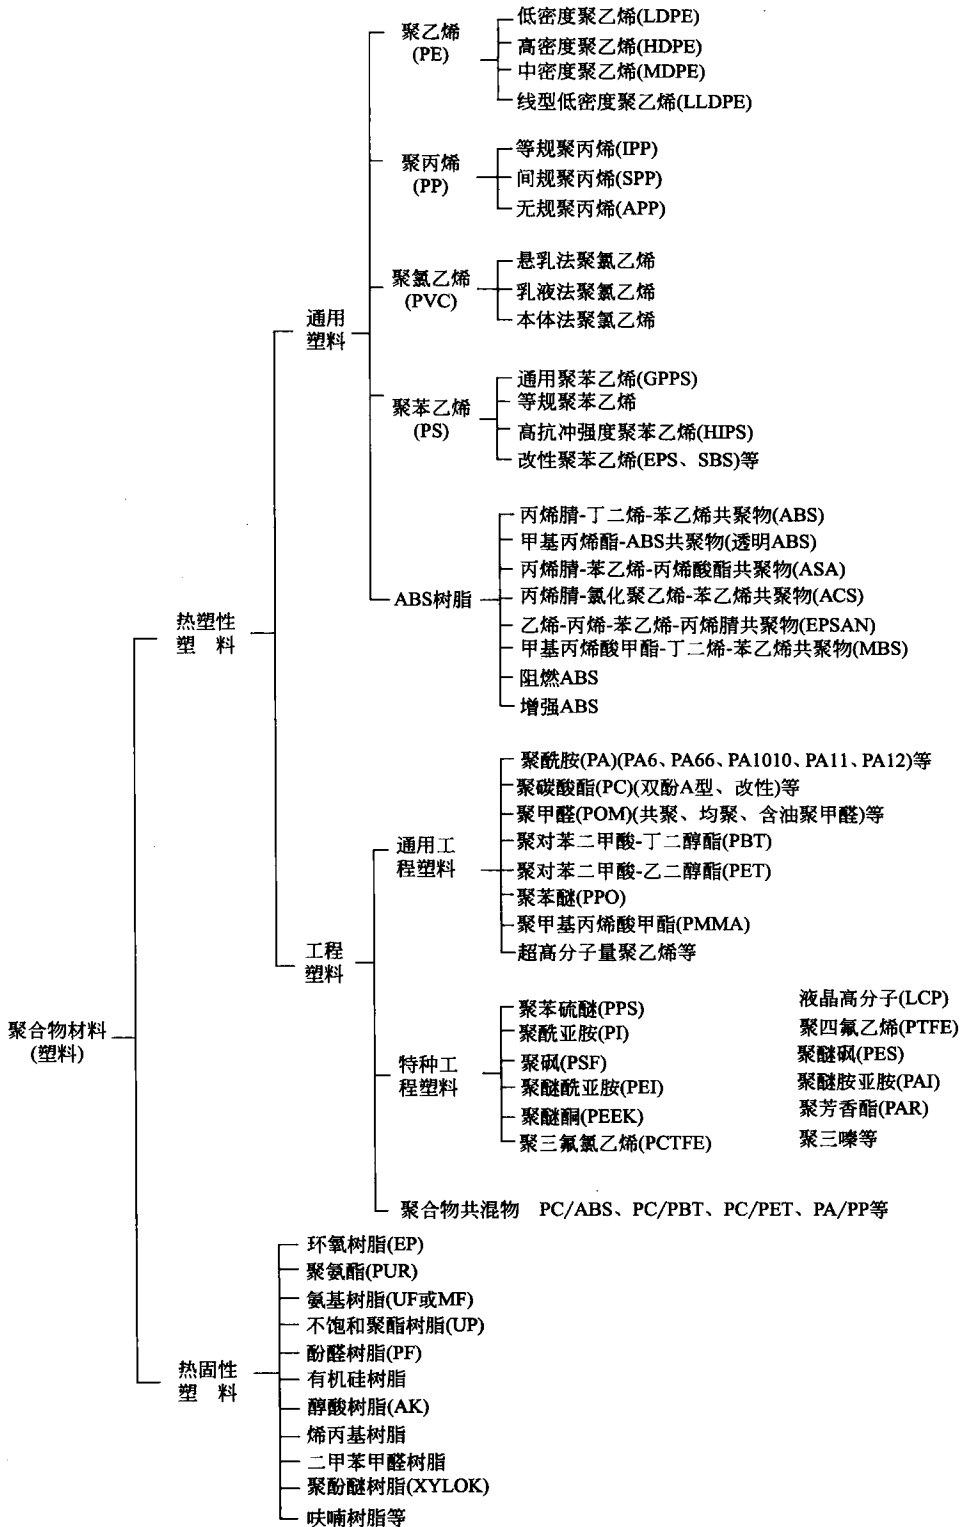 聚合物材料
(塑料)
热塑性
塑 料
通用
塑料
聚乙烯
(PE)
低密度聚乙烯(LDPE)
高密度聚乙烯(HDPE)
中密度聚乙烯(MDPE)
线型低密度聚乙烯(LLDPE)
聚丙烯
(PP)
等规聚丙烯(IPP)
间规聚丙烯(SPP)
无规聚丙烯(APP)
聚氯乙烯
(PVC)
悬乳法聚氯乙烯
乳液法聚氯乙烯
本体法聚氯乙烯
聚苯乙烯
(PS)
通用聚苯乙烯(GPPS)
等规聚苯乙烯
高抗冲强度聚苯乙烯(HIPS)
改性聚苯乙烯(EPS、SBS)等
ABS树脂
丙烯腈-丁二烯-苯乙烯共聚物(ABS)
甲基丙烯酯-ABS共聚物(透明ABS)
丙烯腈-苯乙烯-丙烯酸酯共聚物(ASA)
丙烯腈-氯化聚乙烯-苯乙烯共聚物(ACS)
乙烯-丙烯-苯乙烯-丙烯腈共聚物(EPSAN)
甲基丙烯酸甲酯-丁二烯-苯乙烯共聚物(MBS)
阻燃ABS
增强ABS
工程
塑料
通用工
程塑料
聚酰胺(PA)(PA6、PA66、PA1010、PA11、PA12)等
聚碳酸酯(PC)(双酚A型、改性)等
聚甲醛(POM)(共聚、均聚、含油聚甲醛)等
聚对苯二甲酸-丁二醇酯(PBT)
聚对苯二甲酸-乙二醇酯(PET)
聚苯醚(PPO)
聚甲基丙烯酸甲酯(PMMA)
超高分子量聚乙烯等
特种工
程塑料
聚苯硫醚(PPS)
聚酰亚胺(PI)
聚砜(PSF)
聚醚酰亚胺(PEI)
聚醚酮(PEEK)
聚三氟氯乙烯(PCTFE)
液晶高分子(LCP)
聚四氟乙烯(PTFE)
聚醚砜(PES)
聚醚胺亚胺(PAI)
聚芳香酯(PAR)
聚三嗪等
聚合物共混物 PC/ABS、PC/PBT、PC/PET、PA/PP等
热固性
塑 料
环氧树脂(EP)
聚氨酯(PUR)
氨基树脂(UF或MF)
不饱和聚酯树脂(UP)
酚醛树脂(PF)
有机硅树脂
醇酸树脂(AK)
烯丙基树脂
二甲苯甲醛树脂
聚酚醚树脂(XYLOK)
呋喃树脂等